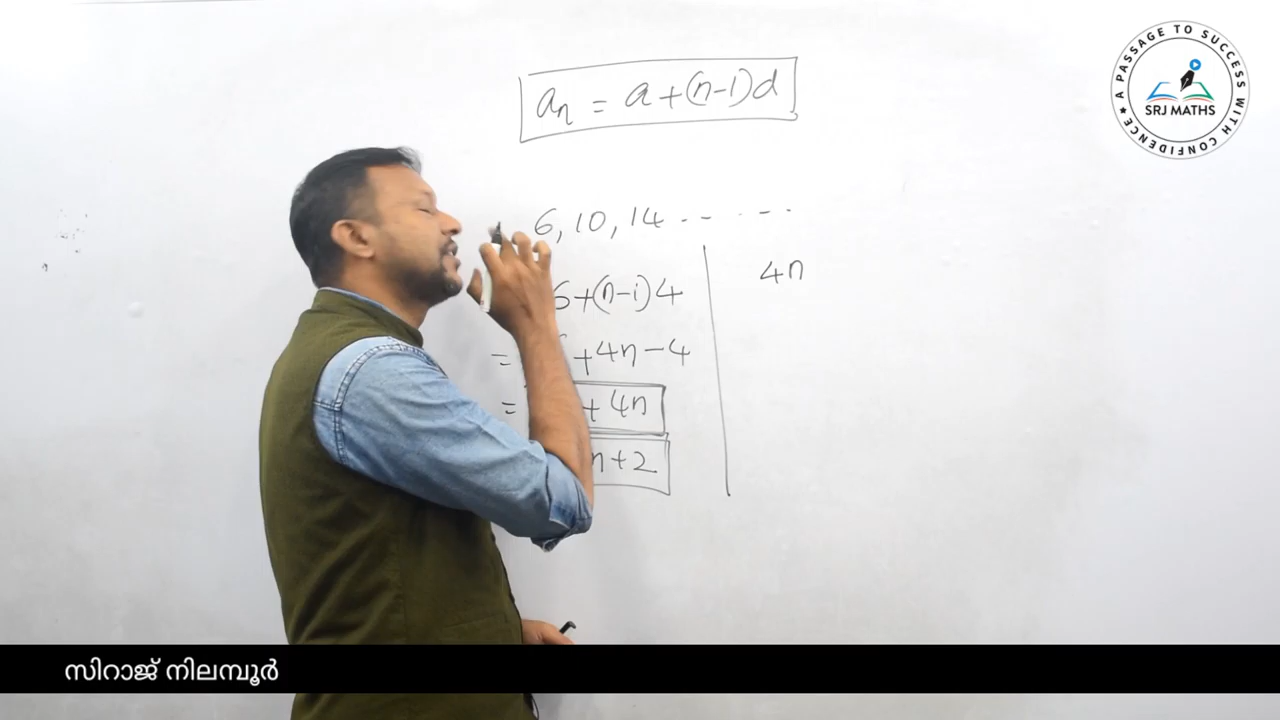 A PASSAGE TO SUCCESS WITH CONFIDENCE
SRJ MATHS
aₙ = a+(n-1)d
6, 10, 14 -- - --
6+(n-1)4
4n
= +4n-4
= + 4n
n+2
സിറാജ് നിലമ്പൂർ